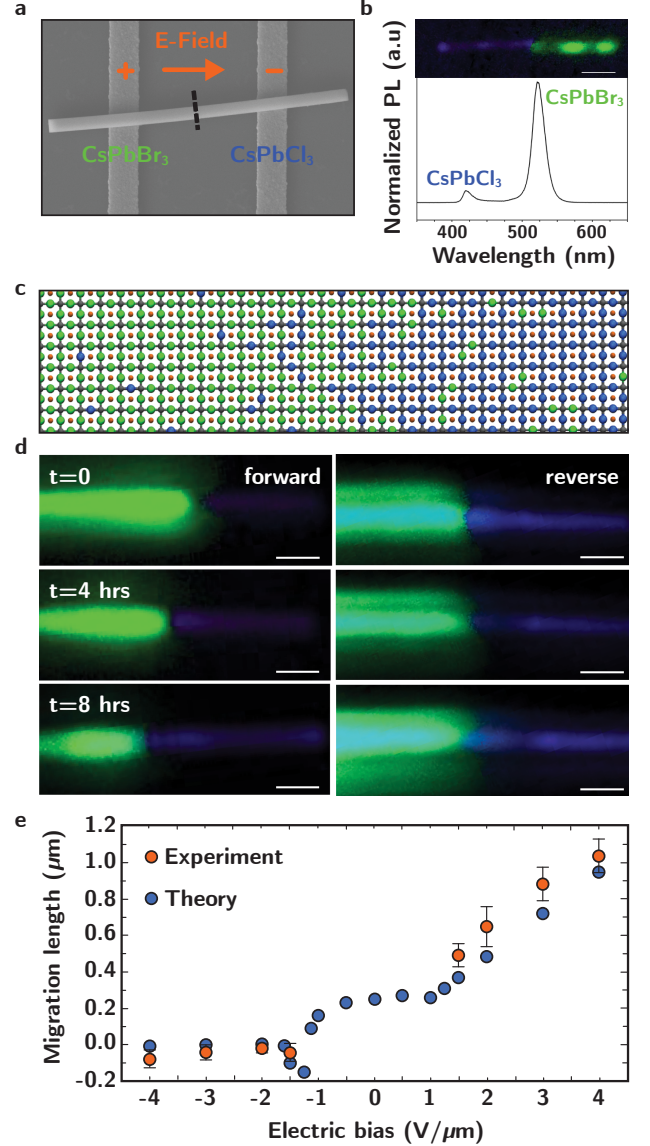 a
E-Field
+
−
CsPbBr₃
CsPbCl₃
b
Normalized PL (a.u)
CsPbBr₃
CsPbCl₃
400
500
600
Wavelength (nm)
c
d
t=0
forward
reverse
t=4 hrs
t=8 hrs
e
Migration length (μm)
1.2
1.0
0.8
0.6
0.4
0.2
0.0
-0.2
Experiment
Theory
-4 -3 -2 -1 0 1 2 3 4
Electric bias (V/μm)